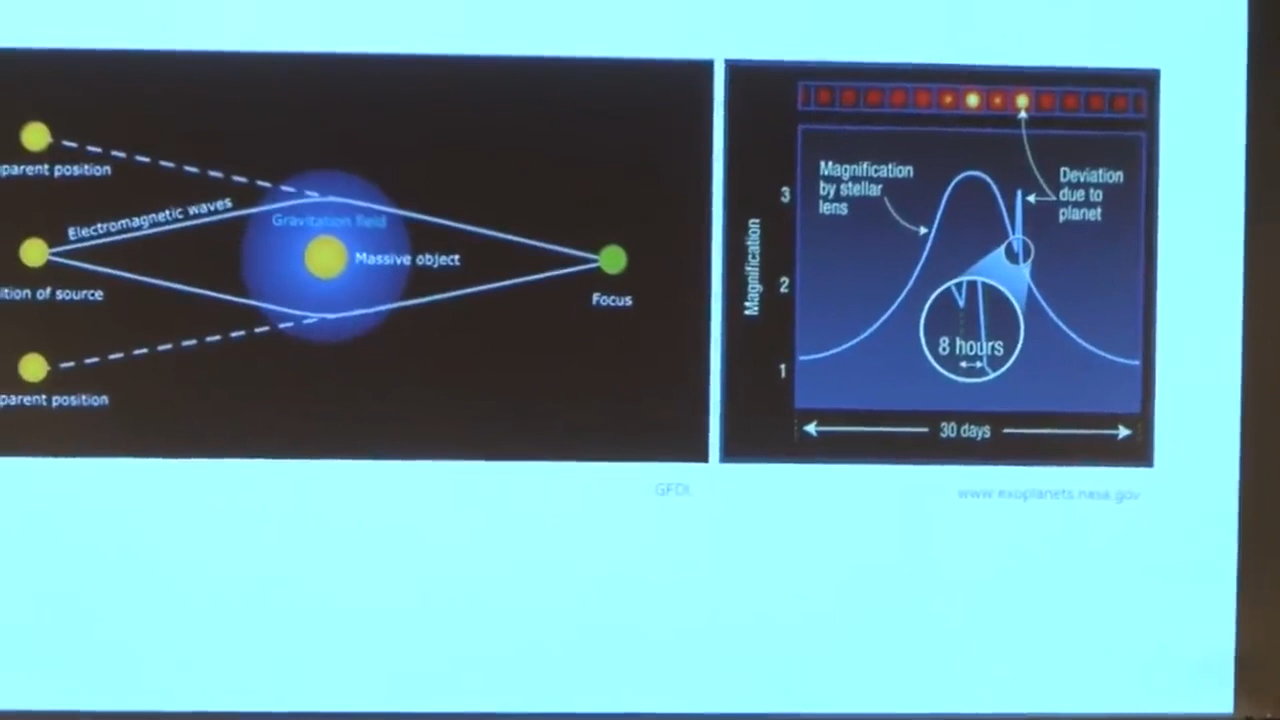 parent position
Electromagnetic waves
Gravitation field
Massive object
ition of source
Focus
parent position
GFDL
Magnification
by stellar
lens
Deviation
due to
planet
Magnification
3
2
1
8 hours
30 days
www.exoplanets.nasa.gov